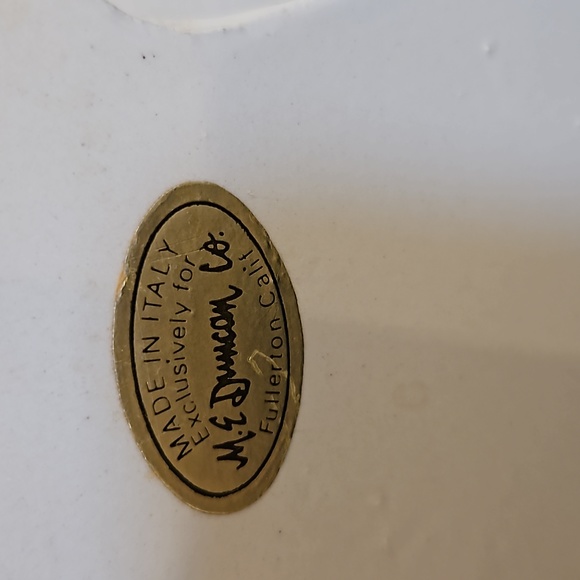 MADE IN ITALY
Exclusively for
M.E Duncan Co.
Fullerton Calif